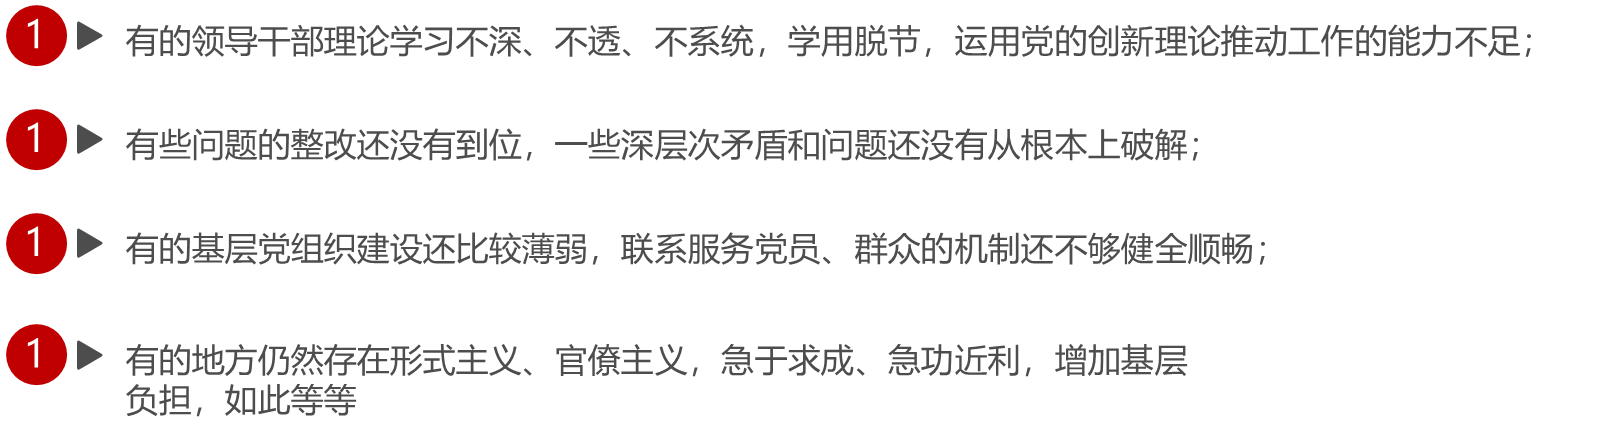 1 有的领导干部理论学习不深、不透、不系统，学用脱节，运用党的创新理论推动工作的能力不足；
1 有些问题的整改还没有到位，一些深层次矛盾和问题还没有从根本上破解；
1 有的基层党组织建设还比较薄弱，联系服务党员、群众的机制还不够健全顺畅；
1 有的地方仍然存在形式主义、官僚主义，急于求成、急功近利，增加基层
负担，如此等等